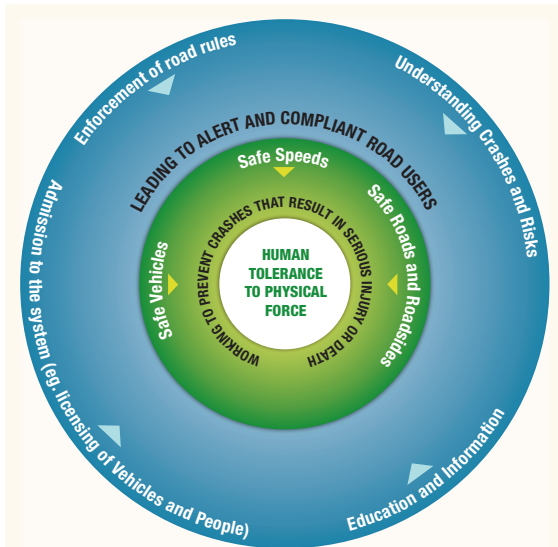 Enforcement of road rules
Understanding Crashes and Risks
Admission to the system (eg. licensing of Vehicles and People)
Education and Information
LEADING TO ALERT AND COMPLIANT ROAD USERS
Safe Speeds
Safe Vehicles
Safe Roads and Roadsides
WORKING TO PREVENT CRASHES THAT RESULT IN SERIOUS INJURY OR DEATH
HUMAN
TOLERANCE
TO PHYSICAL
FORCE